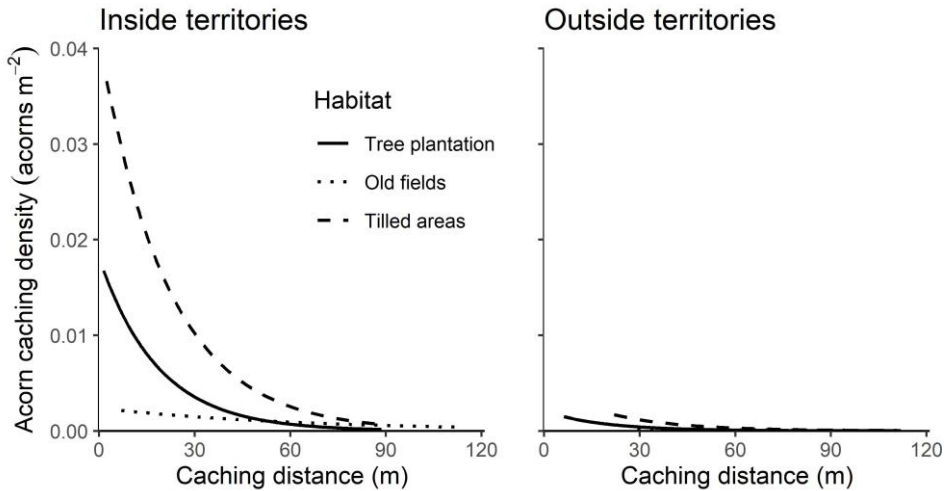 Inside territories
Outside territories
Acorn caching density (acorns m⁻²)
0.04
0.03
0.02
0.01
0.00
Habitat
Tree plantation
Old fields
Tilled areas
0 30 60 90 120
0 30 60 90 120
Caching distance (m)
Caching distance (m)